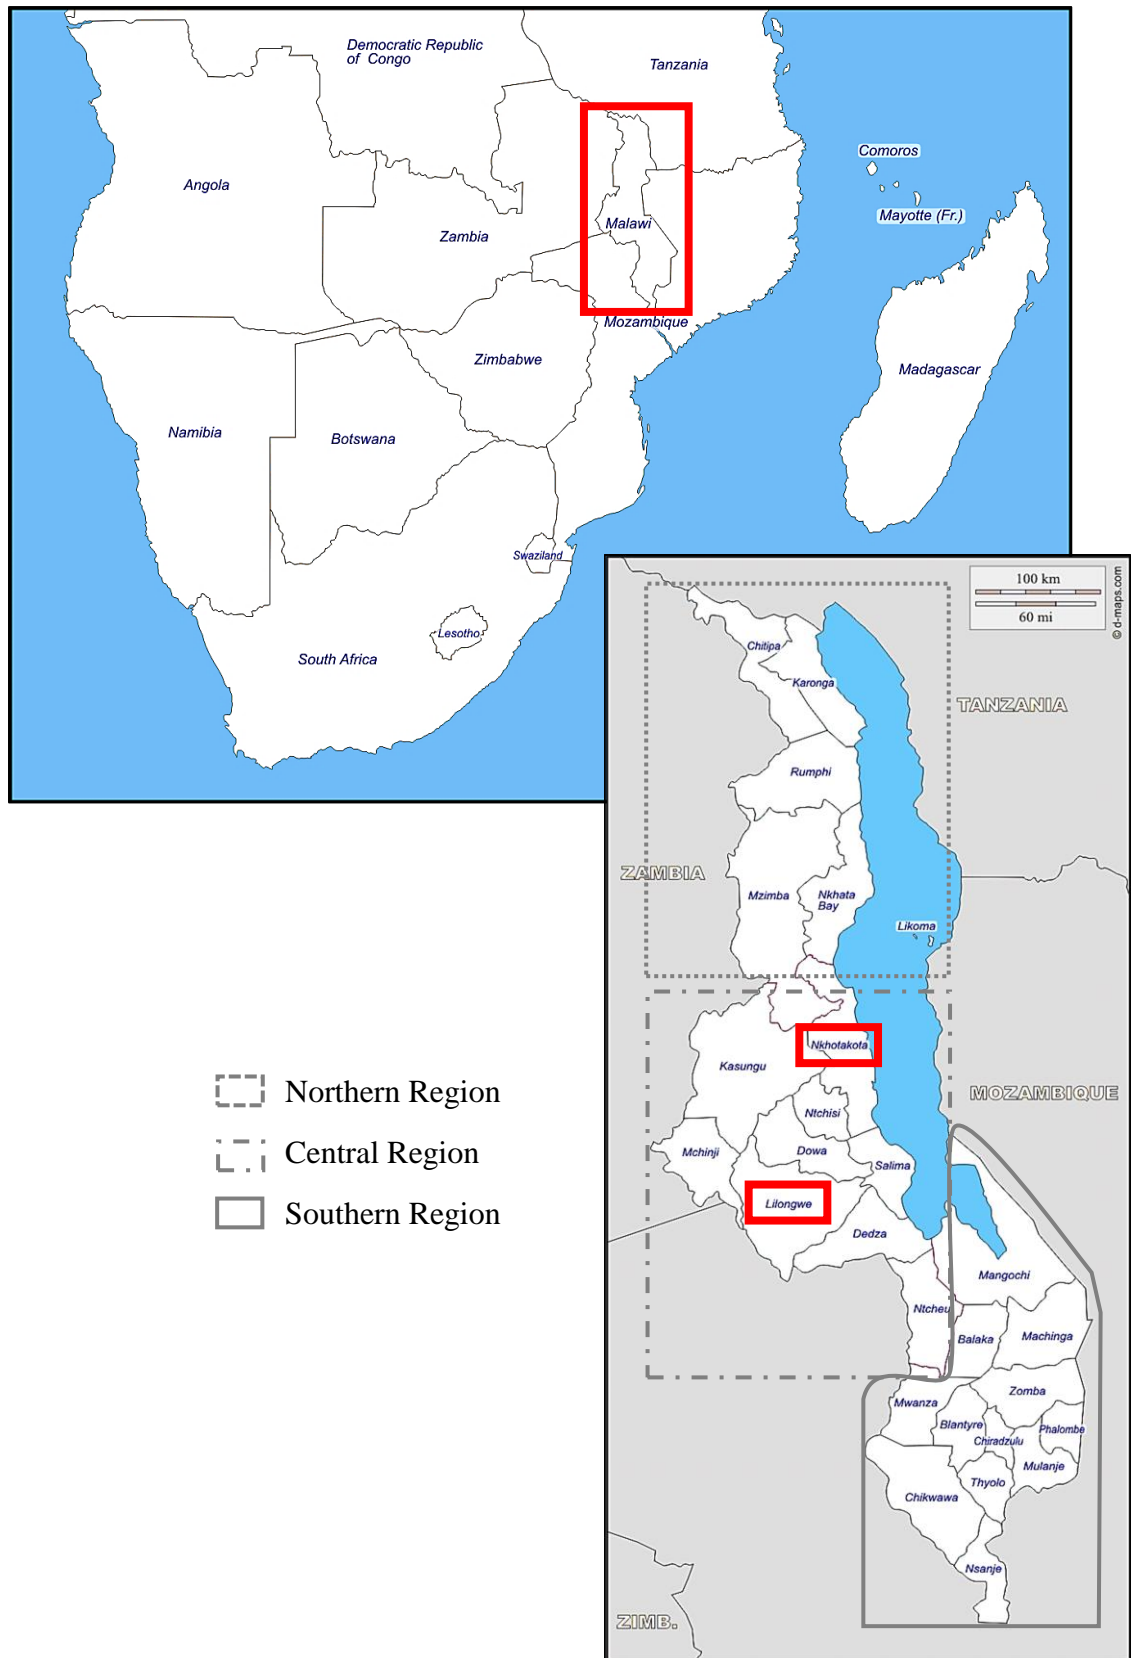 Democratic Republic
of Congo
Tanzania
Comoros
Mayotte (Fr.)
Angola
Malawi
Zambia
Mozambique
Zimbabwe
Madagascar
Namibia
Botswana
Swaziland
Lesotho
South Africa
100 km
60 mi
© d-maps.com
Chitipa
Karonga
TANZANIA
Rumphi
ZAMBIA
Mzimba
Nkhata
Bay
Likoma
Nkhotakota
Kasungu
MOZAMBIQUE
Ntchisi
Mchinji
Dowa
Salima
Lilongwe
Dedza
Mangochi
Ntcheu
Balaka
Machinga
Zomba
Mwanza
Blantyre
Phalombe
Chiradzulu
Mulanje
Thyolo
Chikwawa
Nsanje
ZIMB.
Northern Region
Central Region
Southern Region